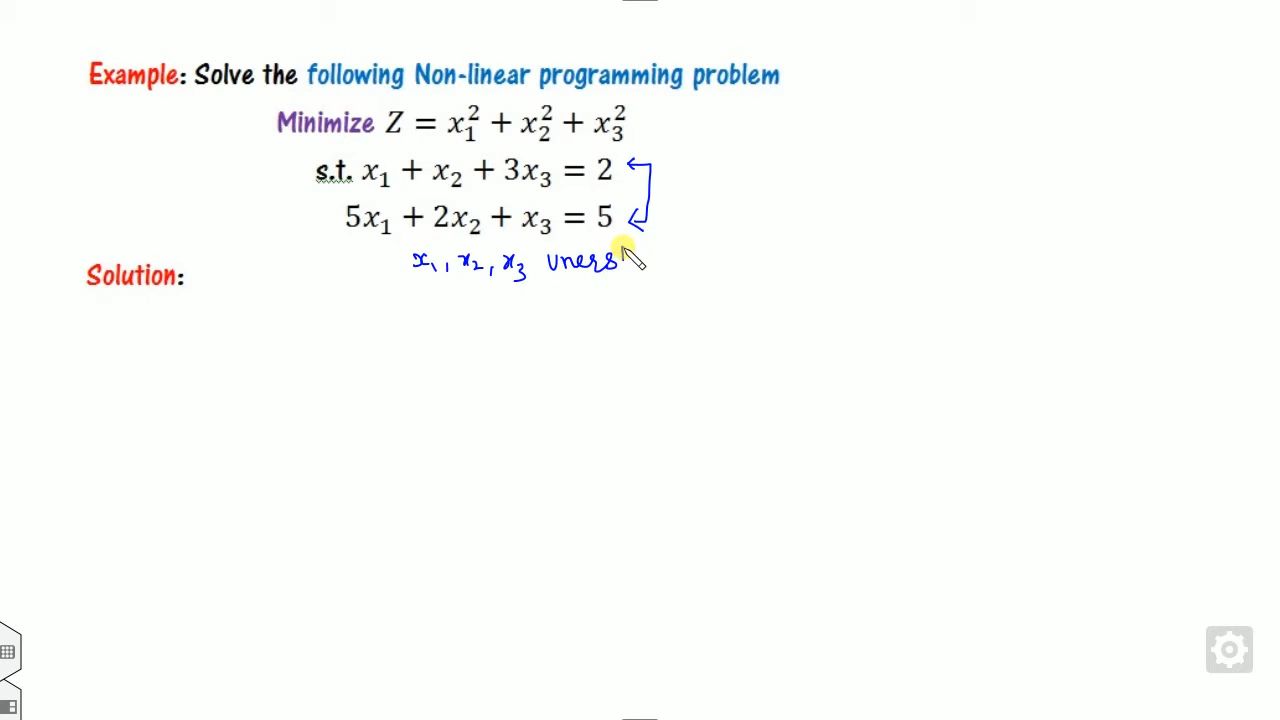 Example: Solve the following Non-linear programming problem
Minimize Z = x₁² + x₂² + x₃²
s.t. x₁ + x₂ + 3x₃ = 2
5x₁ + 2x₂ + x₃ = 5
x₁, x₂, x₃ Uners
Solution: